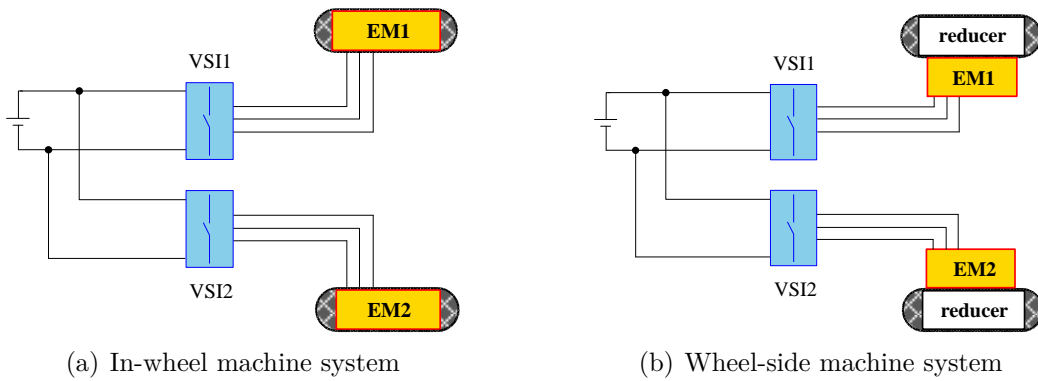 EM1
VSI1
VSI2
EM2
(a) In-wheel machine system
reducer
EM1
VSI1
VSI2
EM2
reducer
(b) Wheel-side machine system